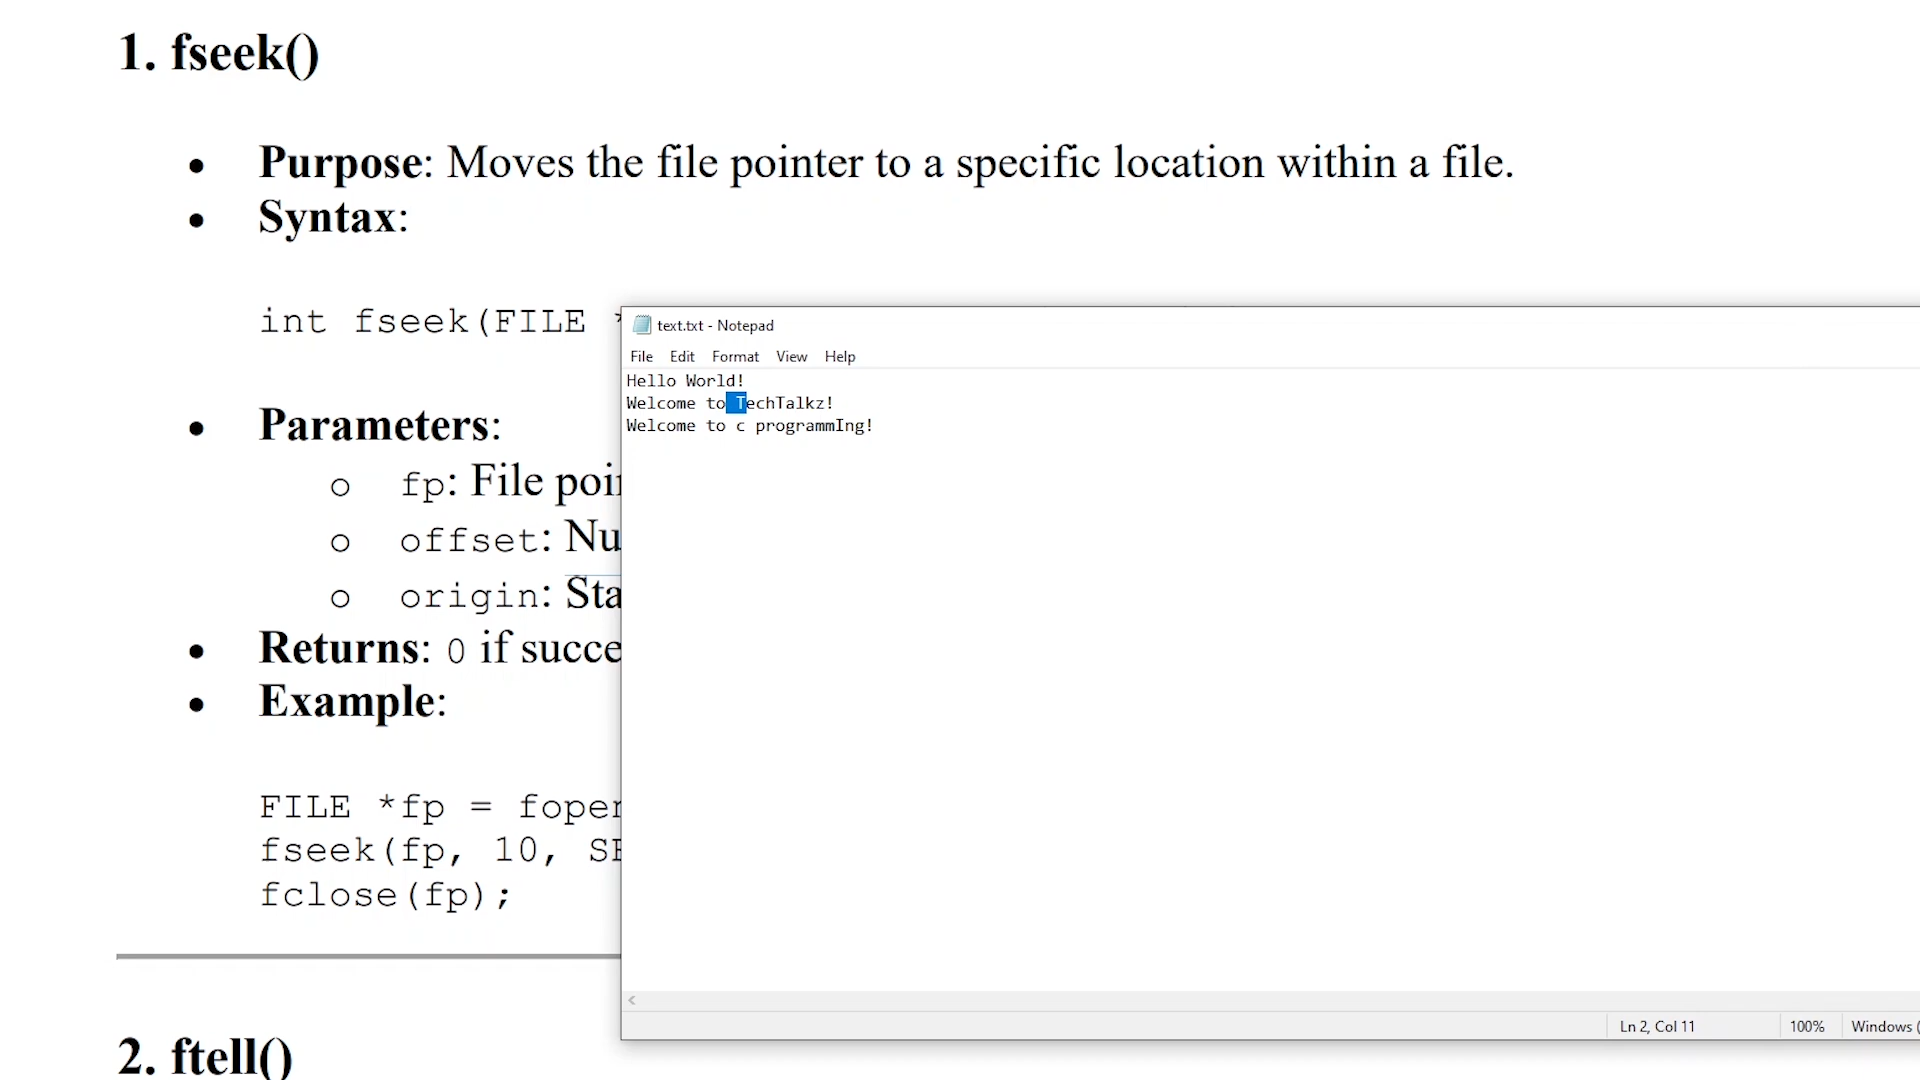 1. fseek()
• Purpose: Moves the file pointer to a specific location within a file.
• Syntax:
int fseek(FILE *
text.txt - Notepad
File Edit Format View Help
Hello World!
Welcome to TechTalkz!
Welcome to c programmIng!
• Parameters:
o fp: File poin
o offset: Nu
o origin: Sta
• Returns: 0 if succe
• Example:
FILE *fp = fopen
fseek(fp, 10, SE
fclose(fp);
Ln 2, Col 11 100% Windows (
2. ftell()